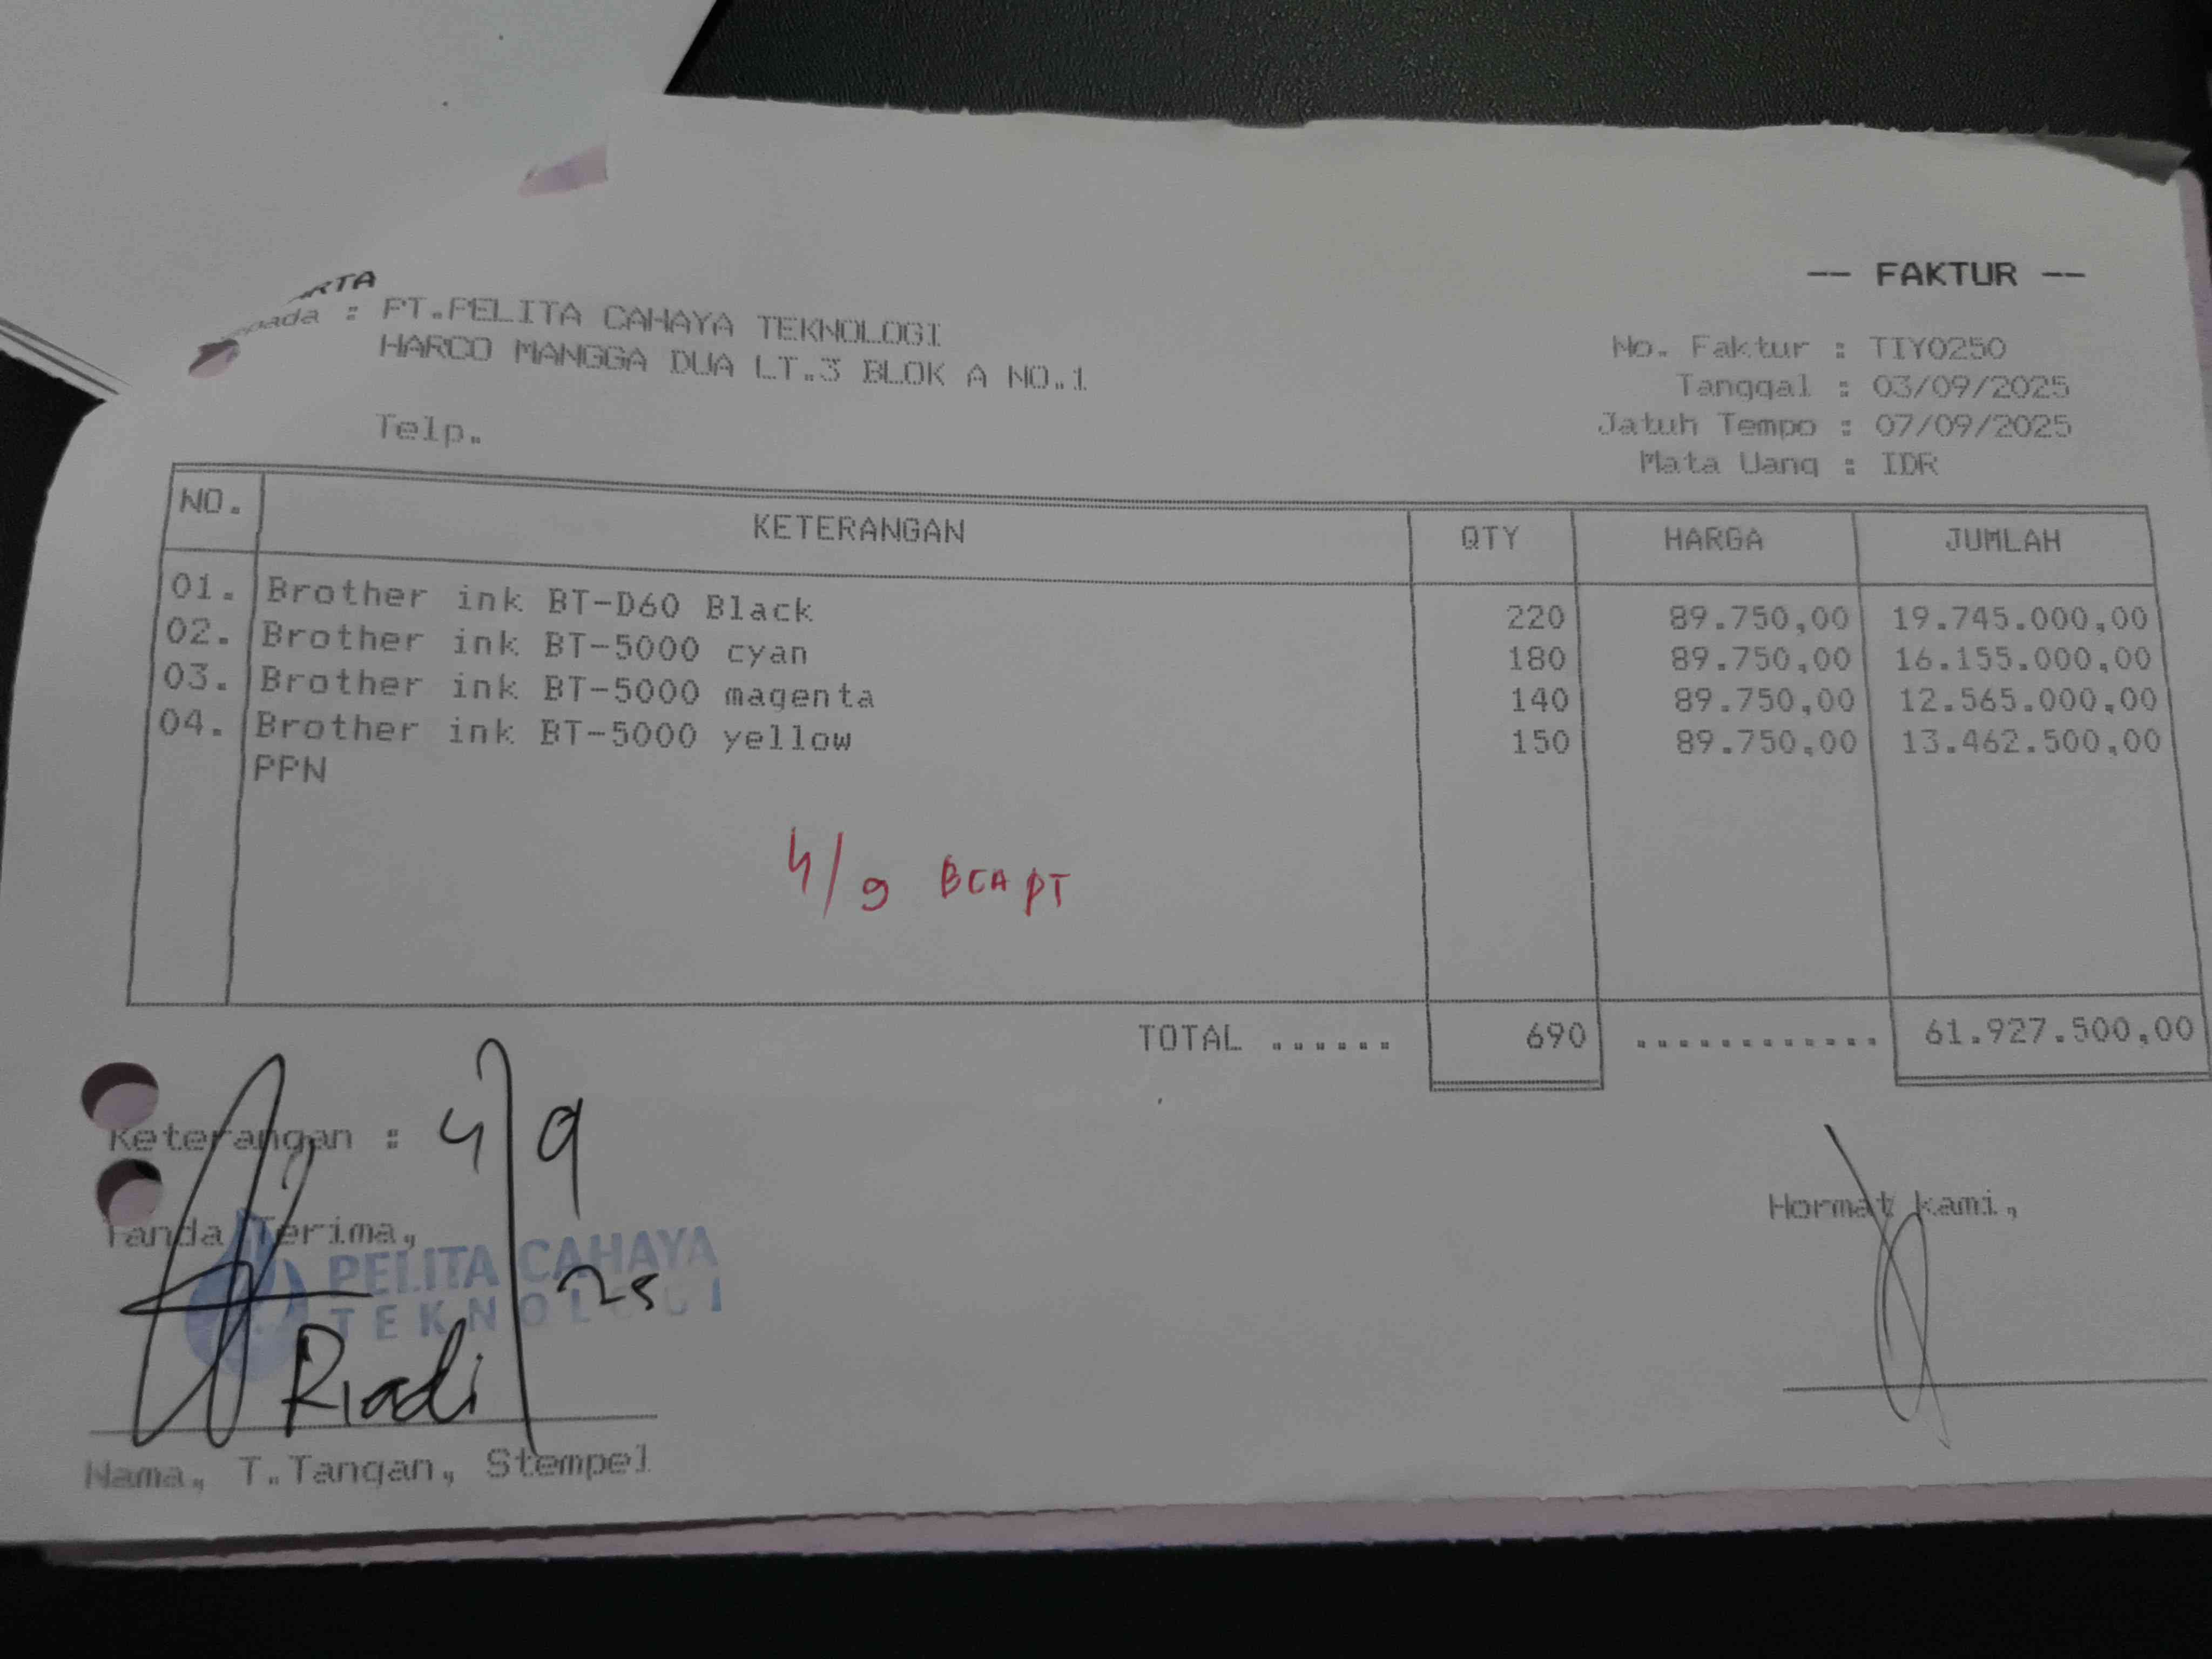 -- FAKTUR --
: PT.PELITA CAHAYA TEKNOLOGI
HARCO MANGGA DUA LT.3 BLOK A NO.1
Telp.
No. Faktur : TIY0250
Tanggal : 03/09/2025
Jatuh Tempo : 07/09/2025
Mata Uang : IDR
NO. KETERANGAN QTY HARGA JUMLAH
01. Brother ink BT-D60 Black 220 89.750,00 19.745.000,00
02. Brother ink BT-5000 cyan 180 89.750,00 16.155.000,00
03. Brother ink BT-5000 magenta 140 89.750,00 12.565.000,00
04. Brother ink BT-5000 yellow 150 89.750,00 13.462.500,00
PPN
4/9 BCA PT
TOTAL ...... 690 ............ 61.927.500,00
Keterangan : 4/9
25
Tanda Terima,
Hormat kami,
PELITA CAHAYA
TEKNOLOGI
Riadi
Nama, T.Tangan, Stempel